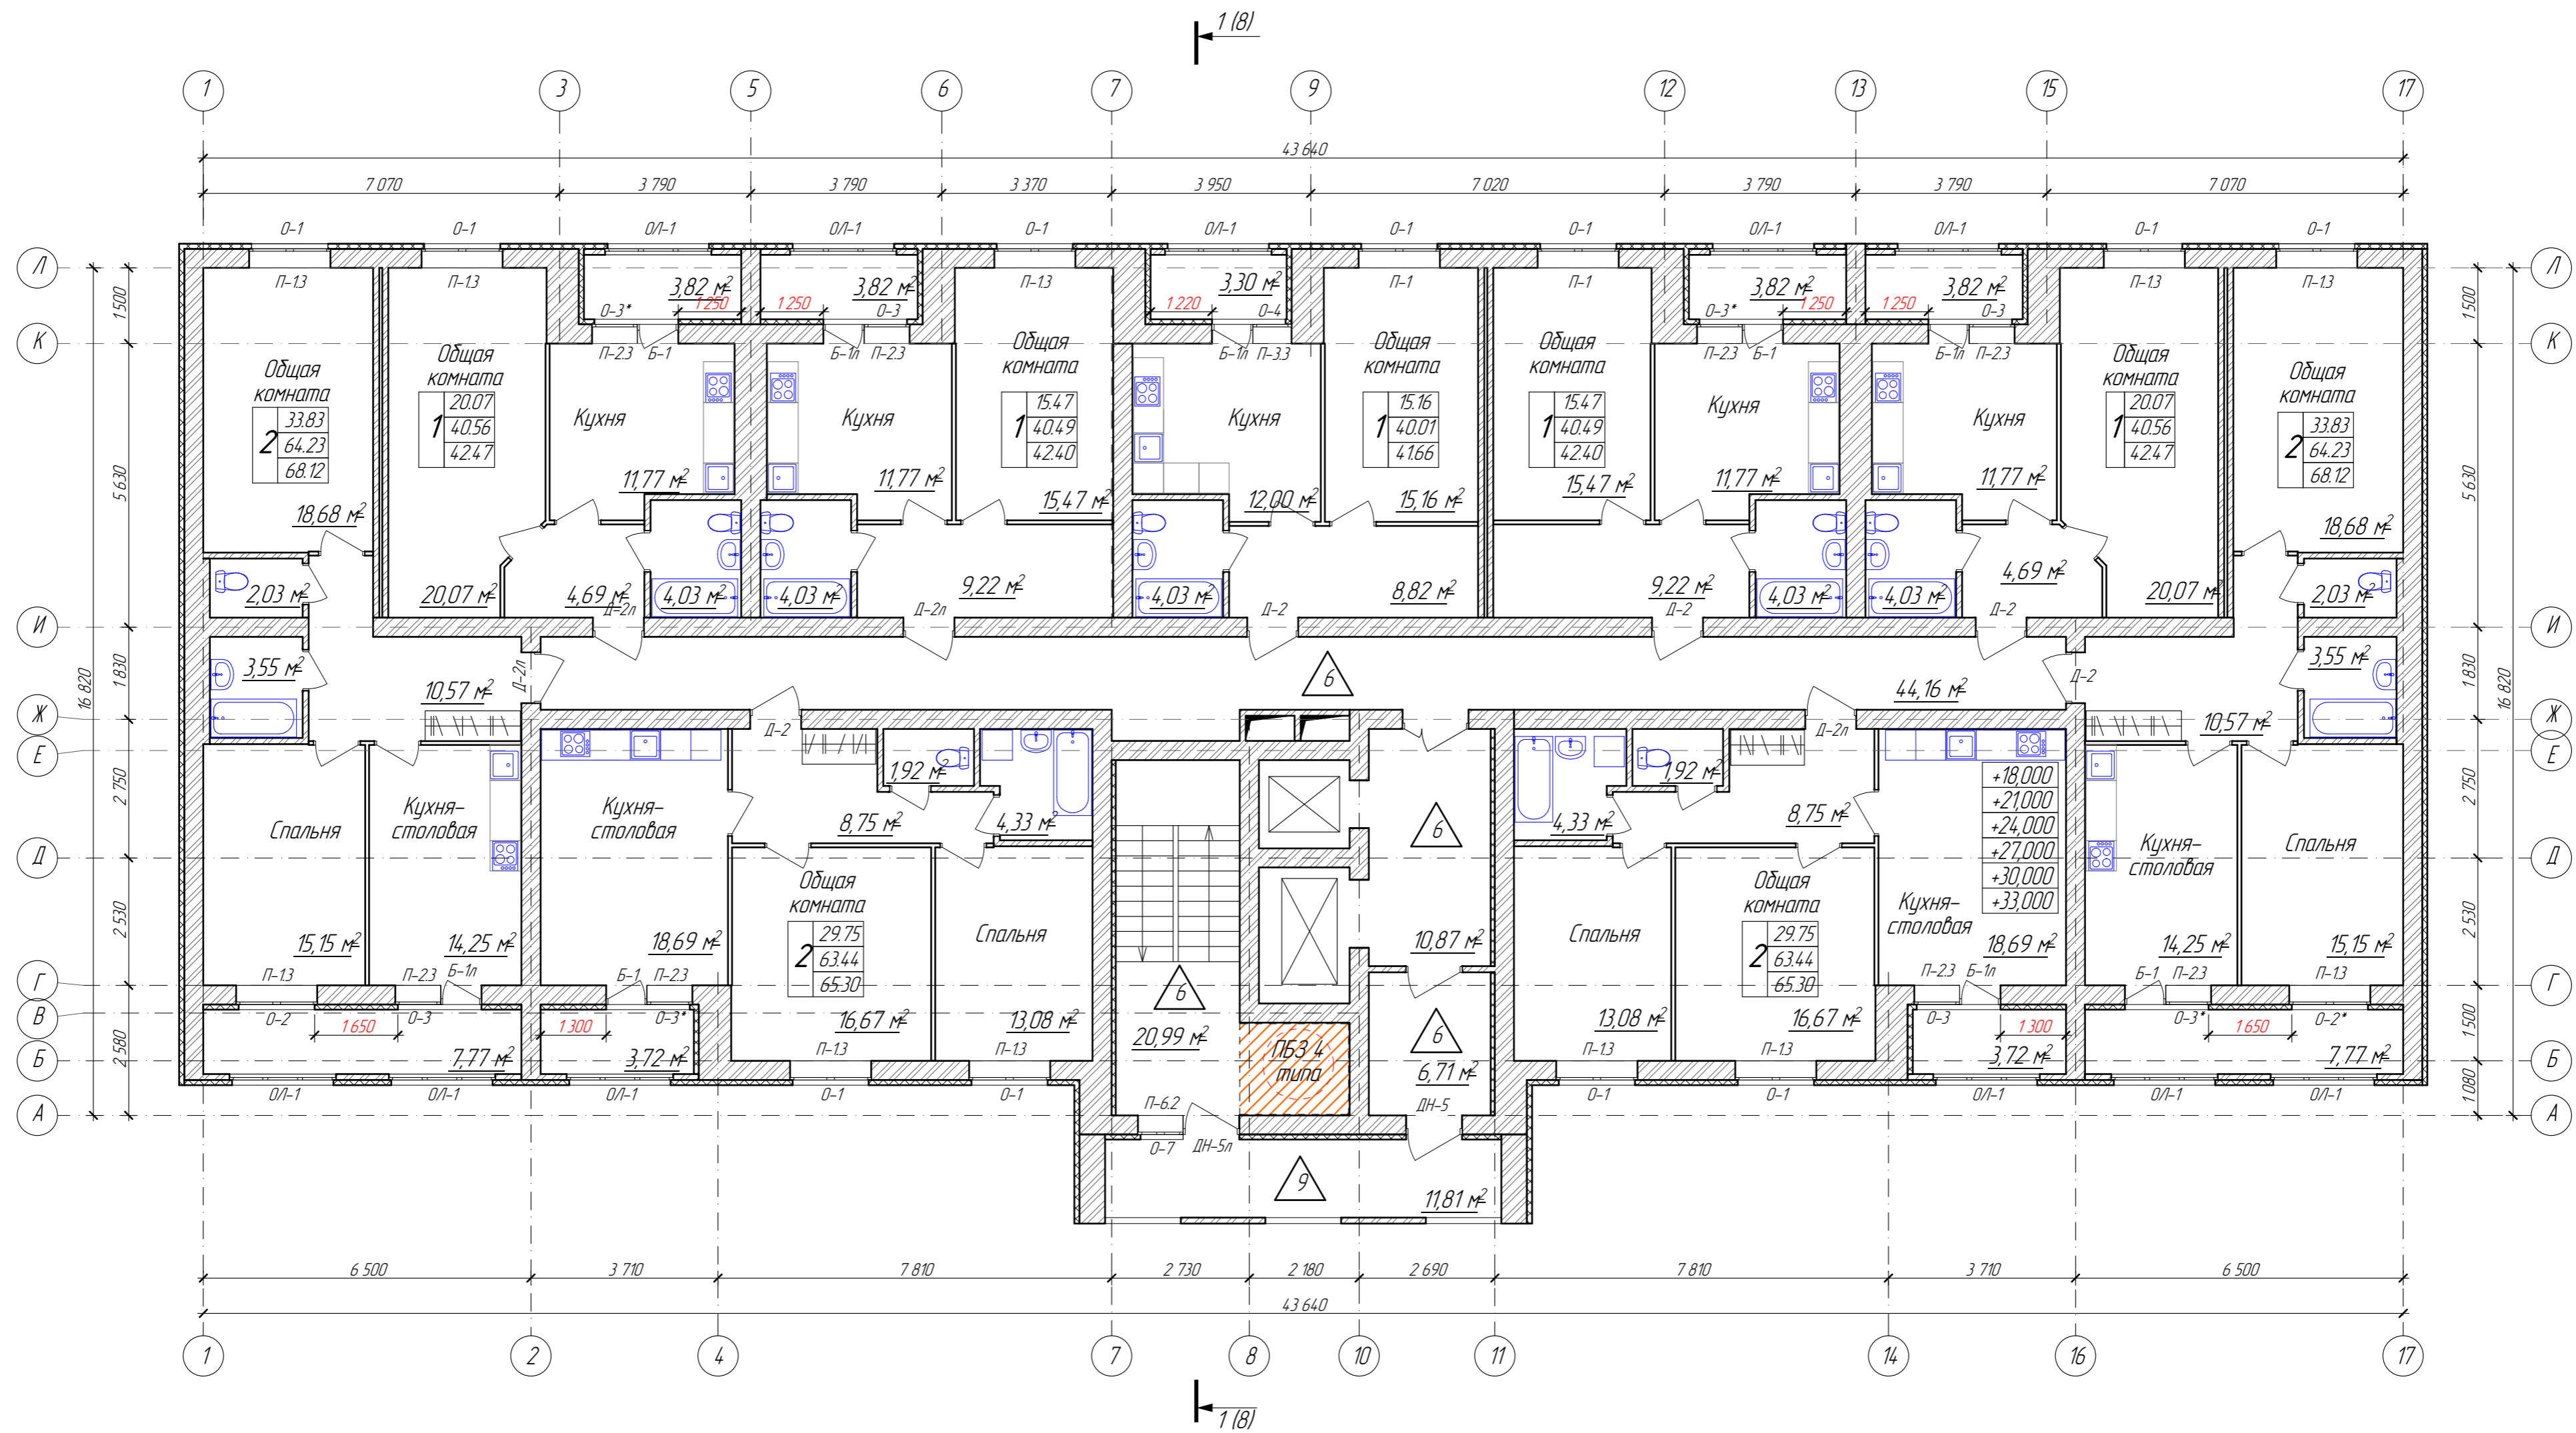 1 (8)
1 3 5 6 7 9 12 13 15 17
43 640
7 070 3 790 3 790 3 370 3 950 7 020 3 790 3 790 7 070
О-1 О-1 ОЛ-1 ОЛ-1 О-1 ОЛ-1 О-1 О-1 ОЛ-1 ОЛ-1 О-1 О-1
Л Л
П-1.3 П-1.3 3,82 м² 3,82 м² П-1.3 3,30 м² П-1 П-1 3,82 м² 3,82 м² П-1.3 П-1.3
1 500 1 250 1 250 1 220 1 250 1 250 1 500
О-3* О-3 О-4 О-3* О-3
К К
П-2.3 Б-1 Б-1л П-2.3 Б-1л П-3.3 П-2.3 Б-1 Б-1л П-2.3
Общая комната
2 33.83 64.23 68.12
18,68 м²
Общая комната
1 20.07 40.56 42.47
20,07 м²
Кухня
11,77 м²
Кухня
11,77 м²
Общая комната
1 15.47 40.49 42.40
15,47 м²
Кухня
12,00 м²
Общая комната
1 15.16 40.01 41.66
15,16 м²
Общая комната
1 15.47 40.49 42.40
15,47 м²
Кухня
11,77 м²
Кухня
11,77 м²
Общая комната
1 20.07 40.56 42.47
20,07 м²
Общая комната
2 33.83 64.23 68.12
18,68 м²
5 630 5 630
2,03 м² 4,69 м² 4,03 м² 4,03 м² 9,22 м² 4,03 м² 8,82 м² 9,22 м² 4,03 м² 4,03 м² 4,69 м² 2,03 м²
Д-2л Д-2л Д-2 Д-2 Д-2
И И
16 820 1 830 1 830 16 820
3,55 м² 10,57 м² Д-2л 6 44,16 м² Д-2 10,57 м² 3,55 м²
Ж Ж
Е Е
Д-2 Д-2л
1,92 м² 1,92 м²
2 750 2 750
8,75 м² 4,33 м² 6 4,33 м² 8,75 м²
+18,000
+21,000
+24,000
+27,000
+30,000
+33,000
Д Д
Спальня
15,15 м²
Кухня-
столовая
14,25 м²
Кухня-
столовая
18,69 м²
Общая
комната
2 29.75 63.44 65.30
16,67 м²
Спальня
13,08 м²
10,87 м²
Спальня
13,08 м²
Общая
комната
2 29.75 63.44 65.30
16,67 м²
Кухня-
столовая
18,69 м²
Кухня-
столовая
14,25 м²
Спальня
15,15 м²
2 530 2 530
П-1.3 П-2.3 Б-1л Б-1 П-2.3 П-2.3 Б-1л Б-1 П-2.3 П-1.3
Г Г
6 6
В
О-2 1 650 О-3 1 300 О-3* О-3 1 300 О-3* 1 650 О-2*
2 580 1 500
7,77 м² 3,72 м² П-1.3 П-1.3 20,99 м² ПБЗ 4
типа 6,71 м² П-1.3 П-1.3 3,72 м² 7,77 м²
Б Б
ОЛ-1 ОЛ-1 ОЛ-1 О-1 О-1 П-6.2 ДН-5 О-1 О-1 ОЛ-1 ОЛ-1 ОЛ-1
1 080
А А
О-7 ДН-5л
9 11,81 м²
6 500 3 710 7 810 2 730 2 180 2 690 7 810 3 710 6 500
43 640
1 2 4 7 8 10 11 14 16 17
1 (8)